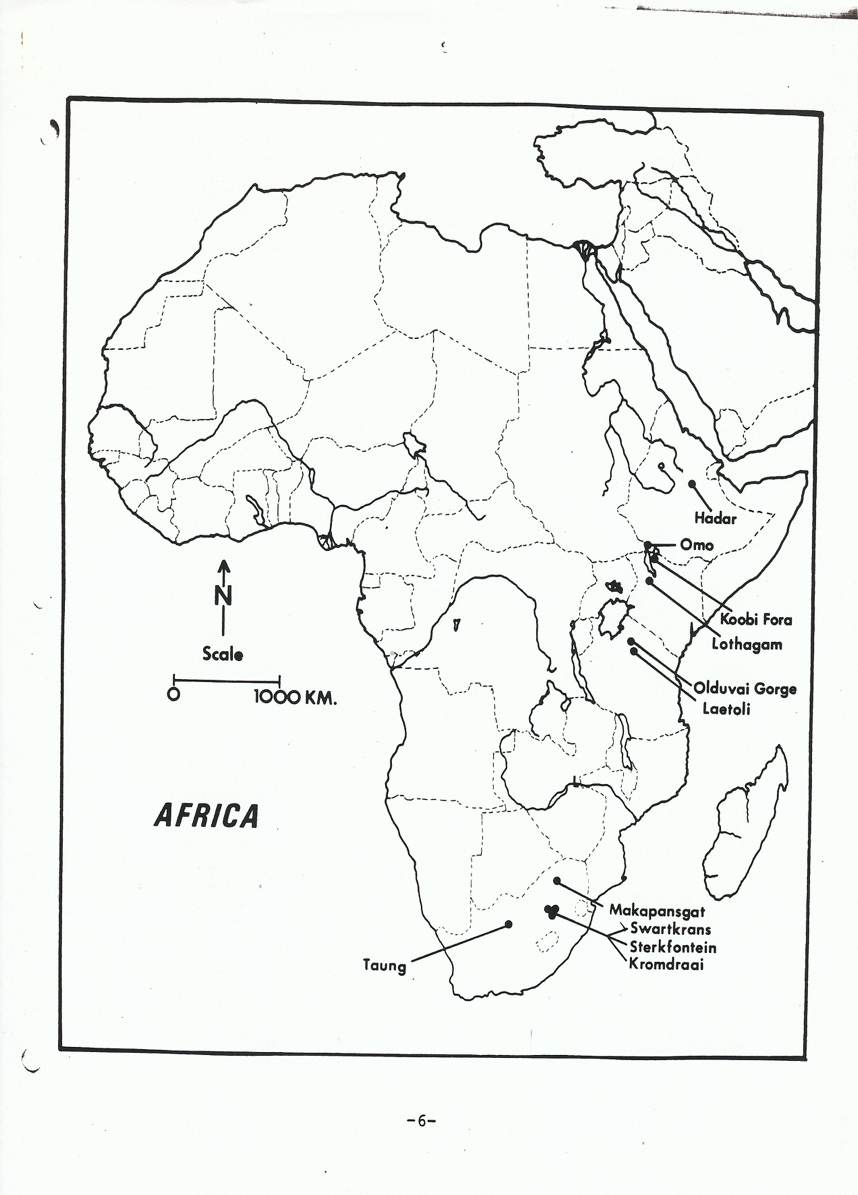 Hadar
Omo
N
Koobi Fora
Lothagam
Scale
Olduvai Gorge
0 1000 KM.
Laetoli
AFRICA
Makapansgat
Swartkrans
Sterkfontein
Taung
Kromdraai
-6-